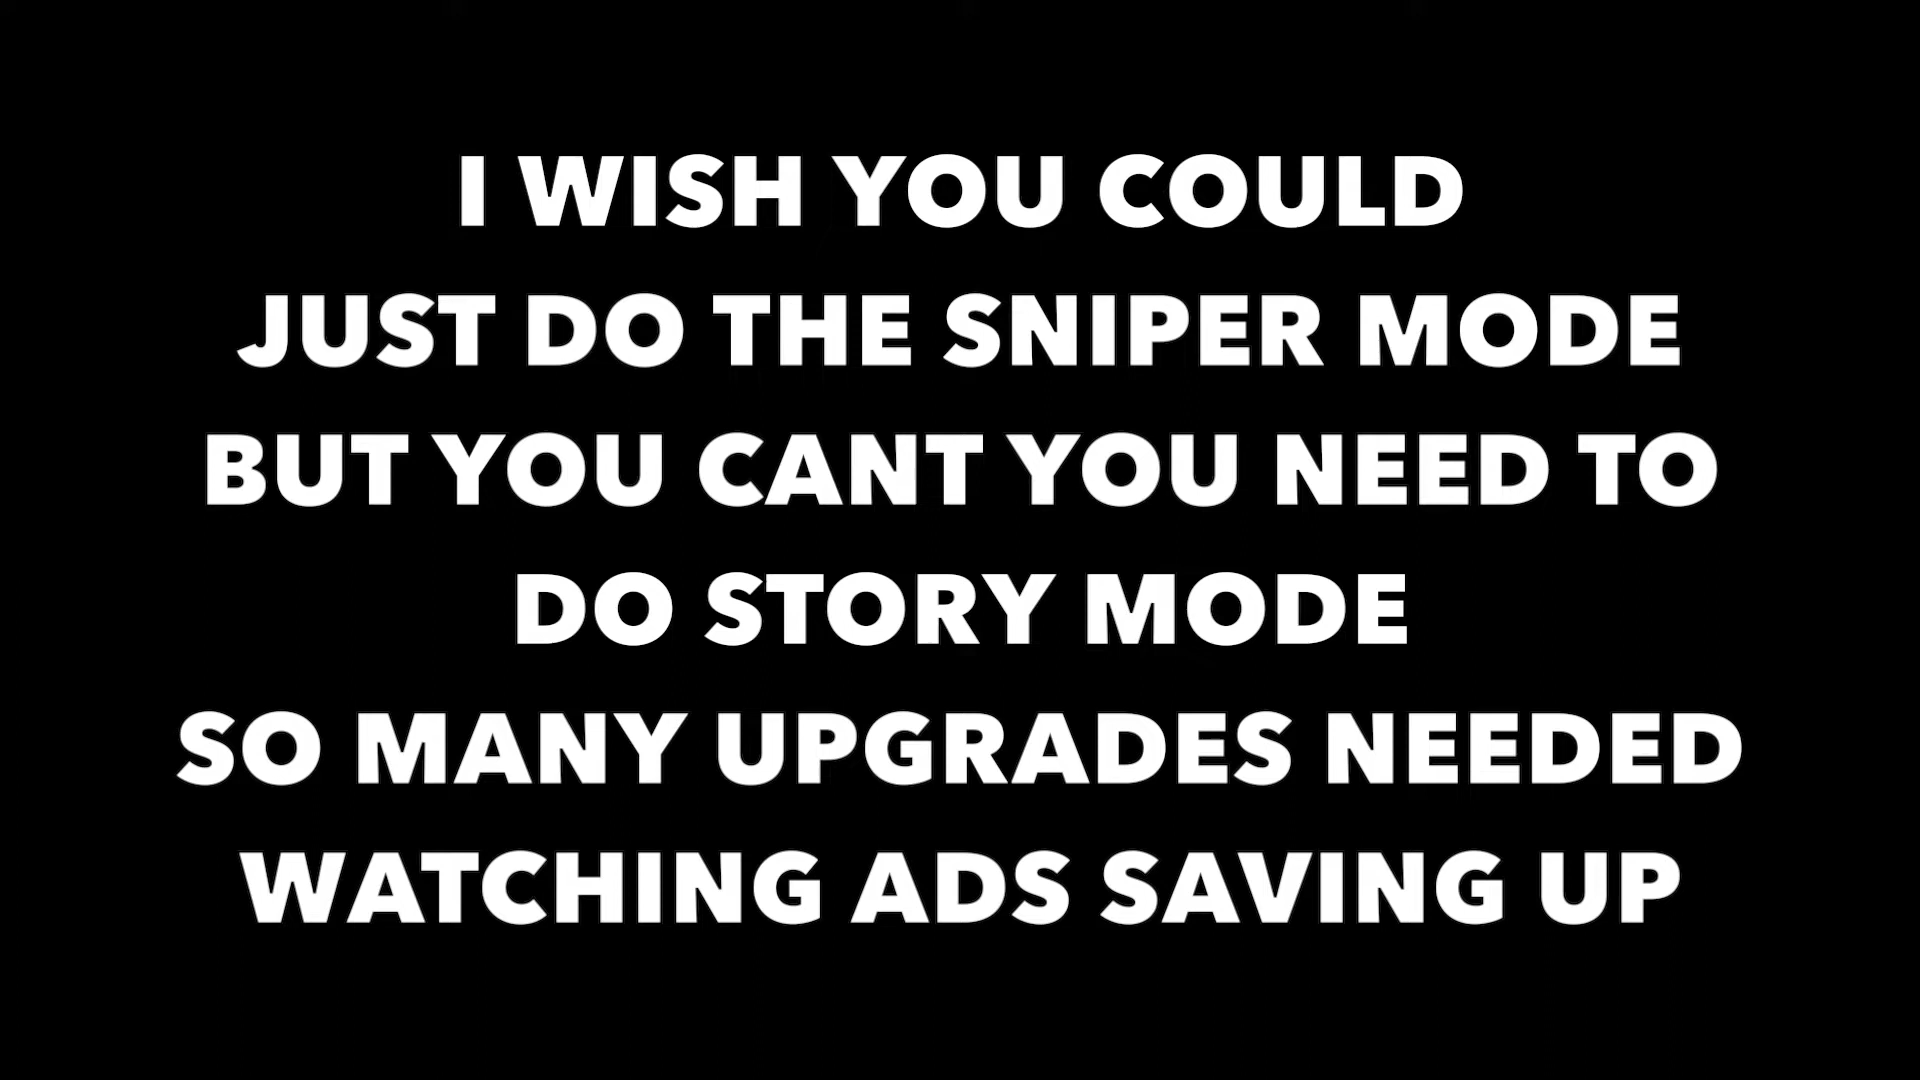 I WISH YOU COULD
JUST DO THE SNIPER MODE
BUT YOU CANT YOU NEED TO
DO STORY MODE
SO MANY UPGRADES NEEDED
WATCHING ADS SAVING UP